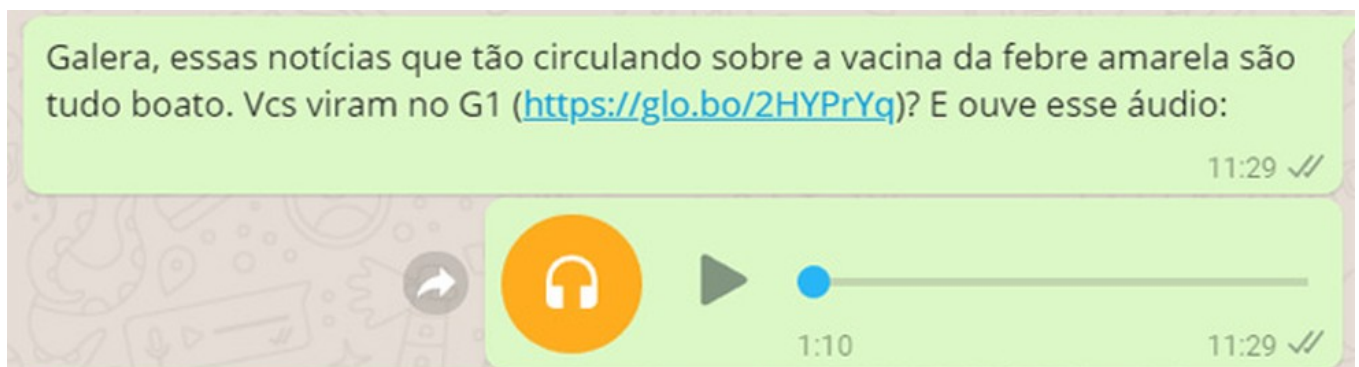 Galera, essas notícias que tão circulando sobre a vacina da febre amarela são
tudo boato. Vcs viram no G1 (https://glo.bo/2HYPrYq)? E ouve esse áudio:
11:29
1:10
11:29